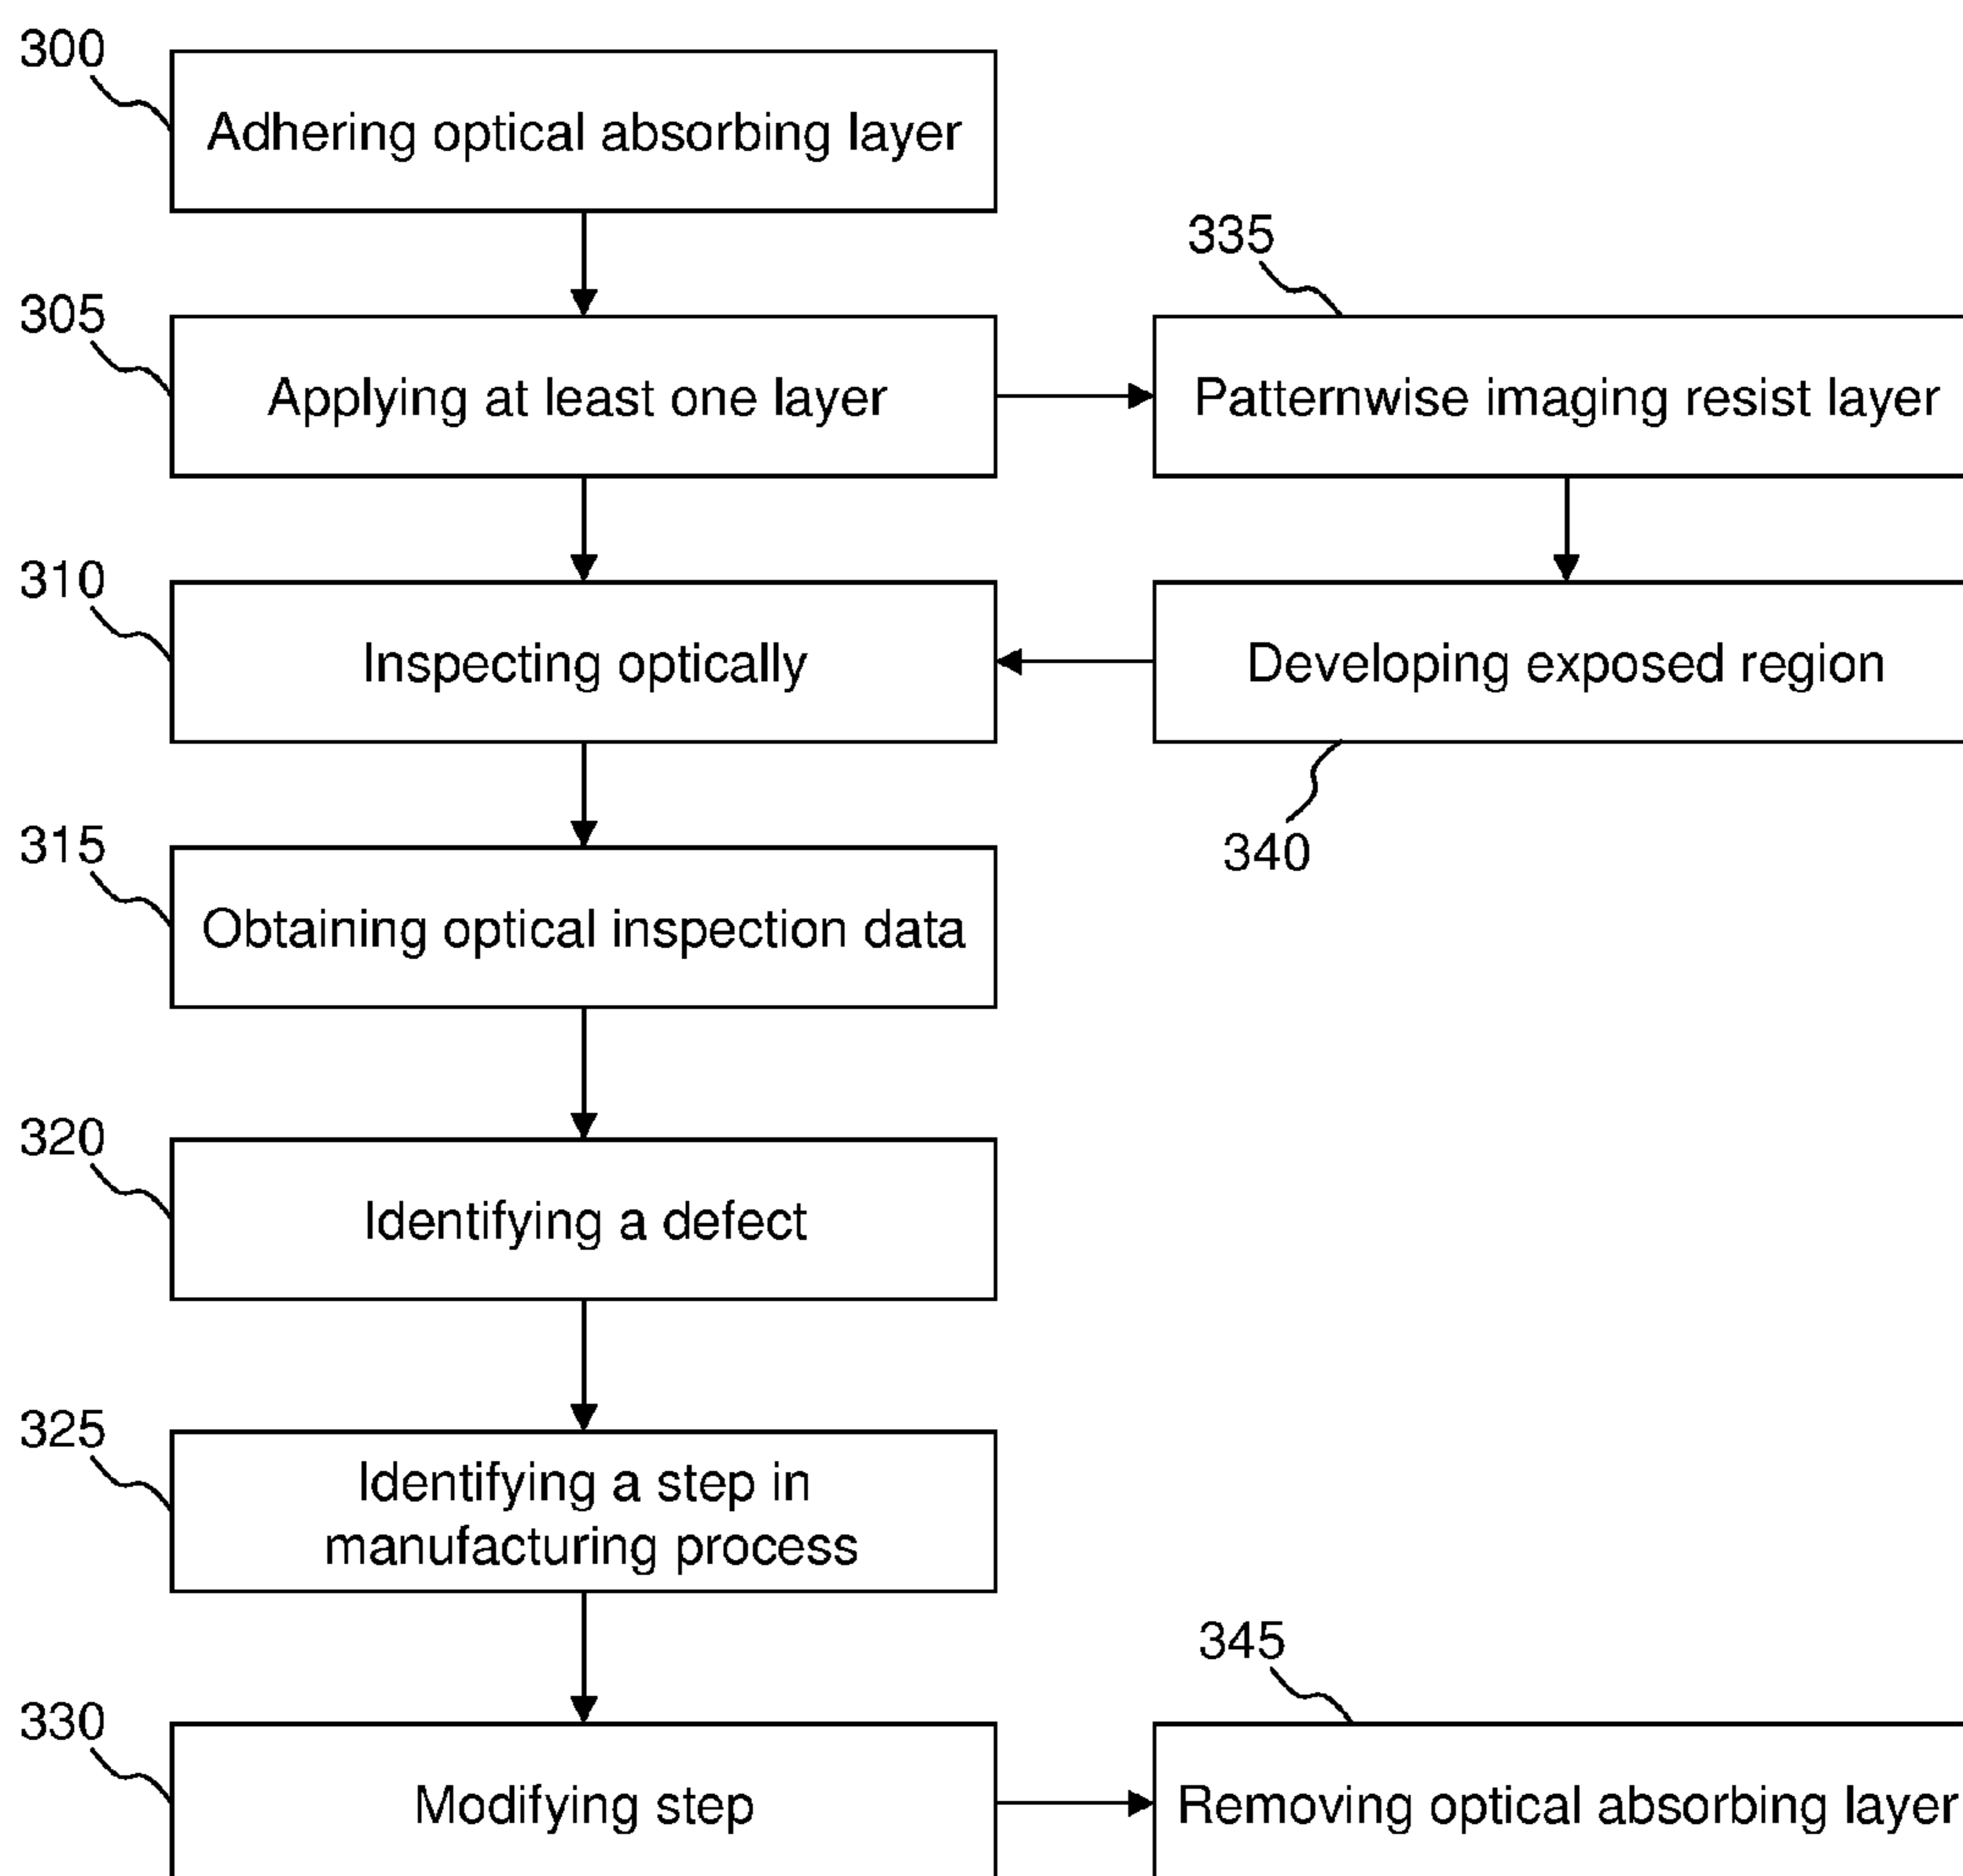 300
Adhering optical absorbing layer
335
305
Applying at least one layer
Patternwise imaging resist layer
310
Inspecting optically
Developing exposed region
315
340
Obtaining optical inspection data
320
Identifying a defect
325
Identifying a step in
manufacturing process
345
330
Modifying step
Removing optical absorbing layer